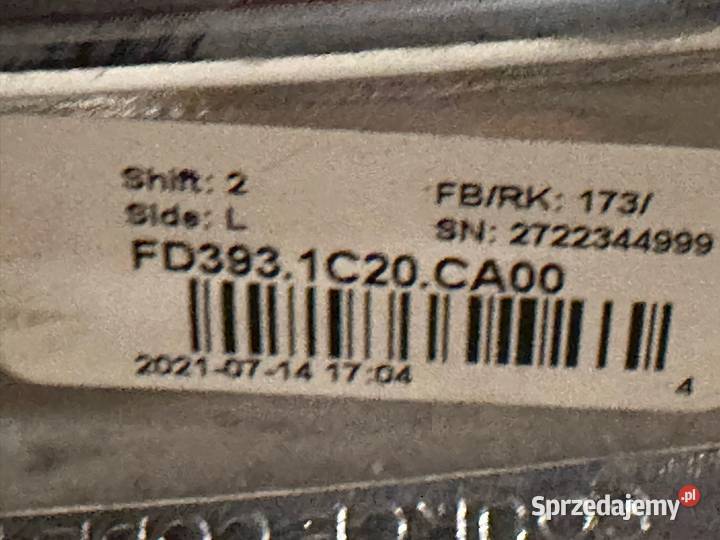 Shift: 2
FB/RK: 173/
Side: L
SN: 2722344999
FD393.1C20.CA00
2021-07-14 17:04
4
Sprzedajemy.pl